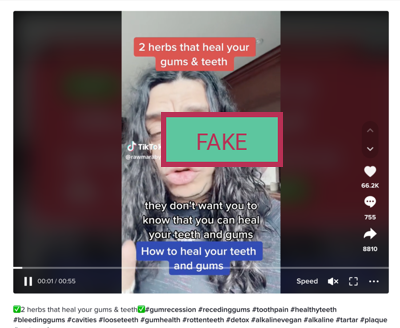 2 herbs that heal your
gums & teeth
FAKE
TikTok
they don't want you to
know that you can heal
your teeth and gums
How to heal your teeth
and gums
66.2K
755
8810
00:01 / 00:55
Speed
✅2 herbs that heal your gums & teeth✅#gumrecession #recedinggums #toothpain #healthyteeth
#bleedinggums #cavities #looseteeth #gumhealth #rottenteeth #detox #alkalinevegan #alkaline #tartar #plaque